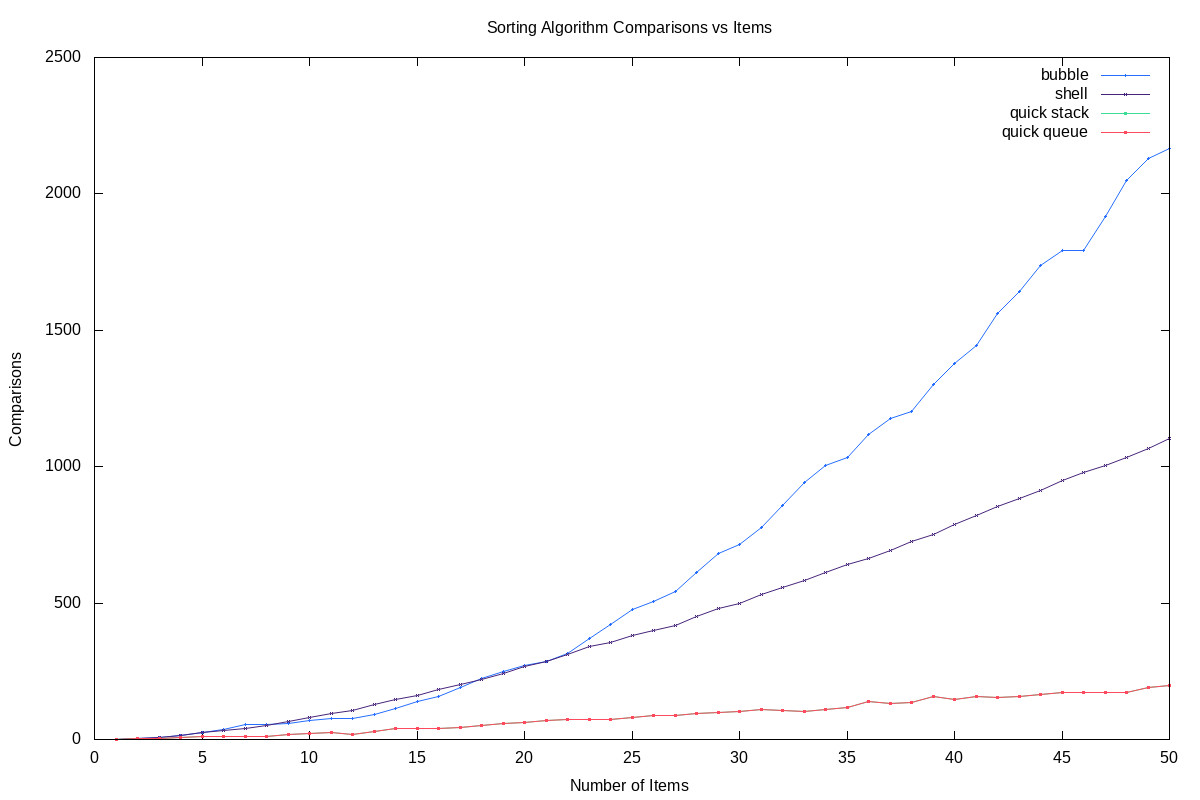 Sorting Algorithm Comparisons vs Items
2500
2000
1500
1000
500
0
Comparisons
bubble
shell
quick stack
quick queue
0 5 10 15 20 25 30 35 40 45 50
Number of Items